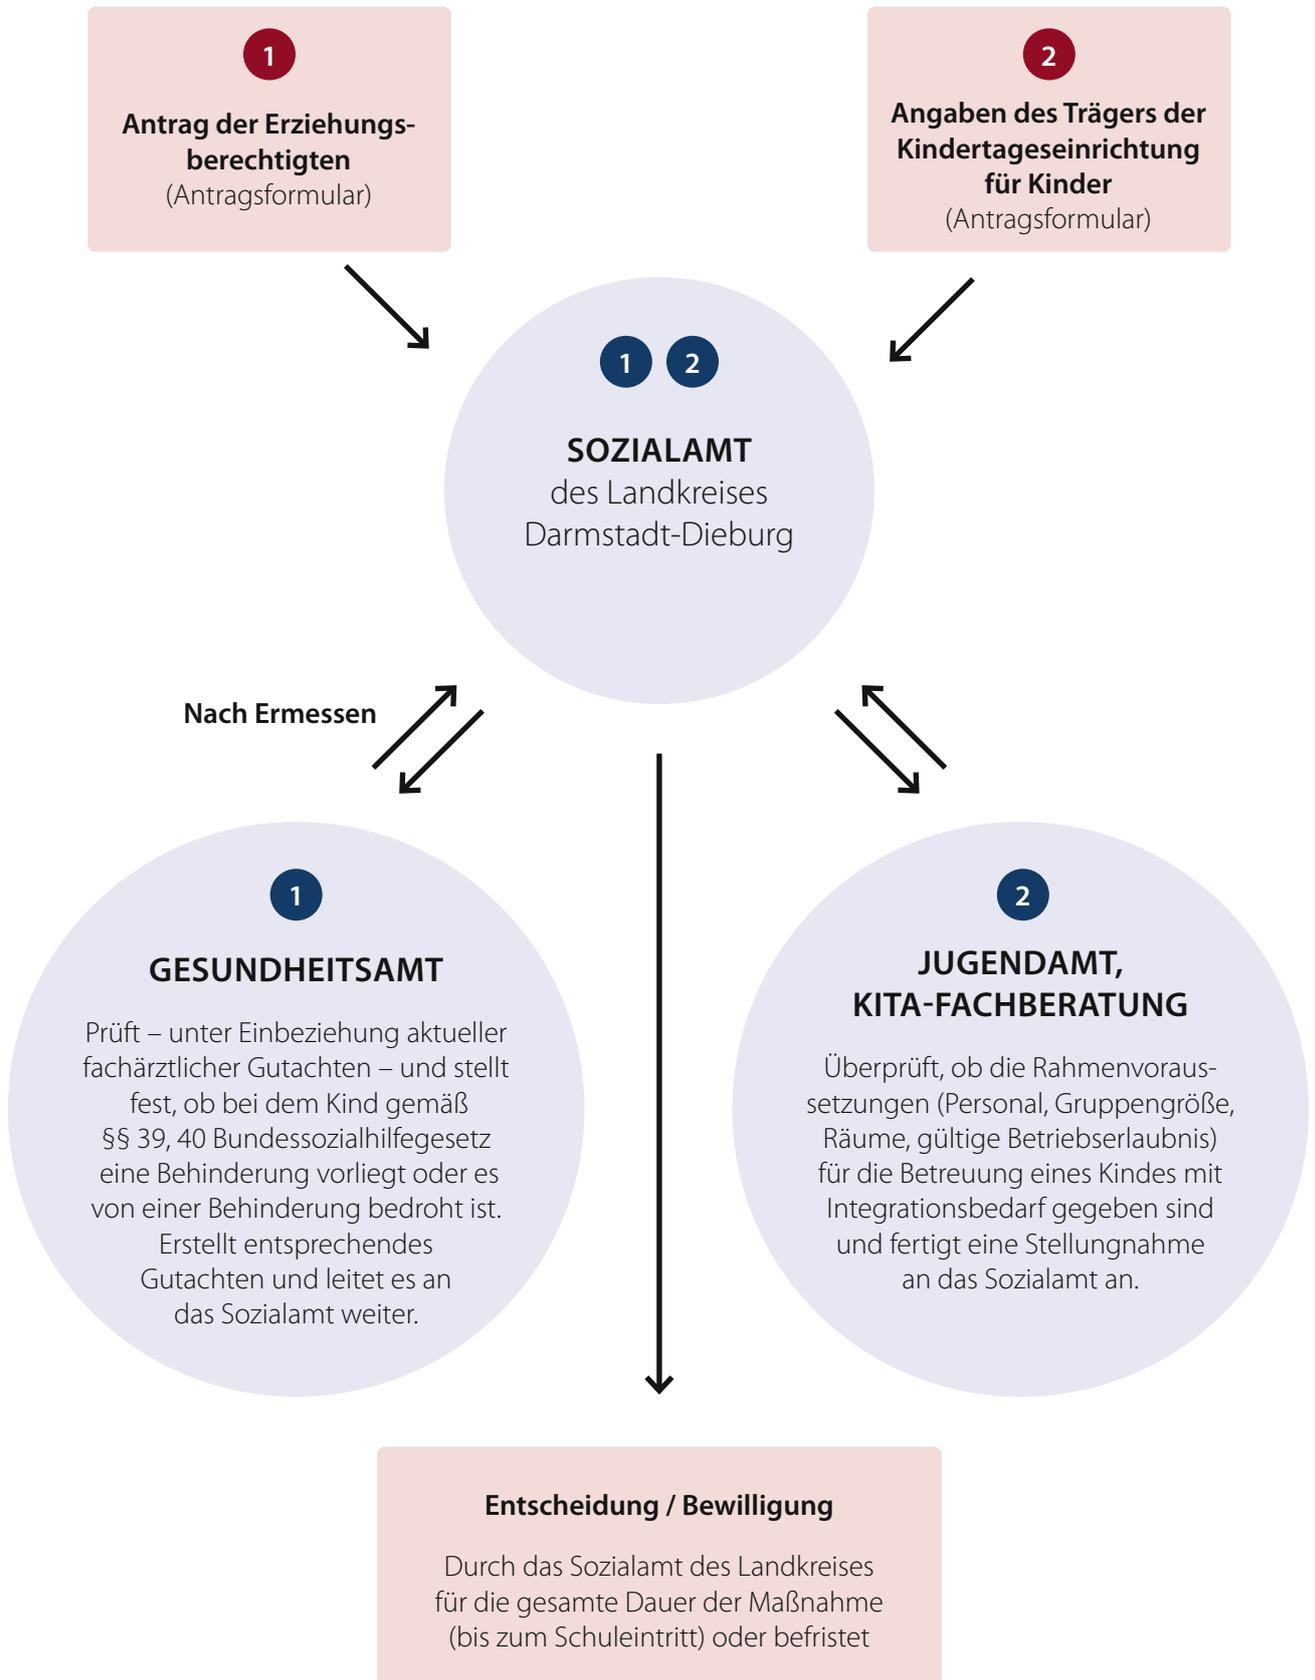 1
Antrag der Erziehungs-
berechtigten
(Antragsformular)
2
Angaben des Trägers der
Kindertageseinrichtung
für Kinder
(Antragsformular)
1 2
SOZIALAMT
des Landkreises
Darmstadt-Dieburg
Nach Ermessen
1
GESUNDHEITSAMT
Prüft – unter Einbeziehung aktueller
fachärztlicher Gutachten – und stellt
fest, ob bei dem Kind gemäß
§§ 39, 40 Bundessozialhilfegesetz
eine Behinderung vorliegt oder es
von einer Behinderung bedroht ist.
Erstellt entsprechendes
Gutachten und leitet es an
das Sozialamt weiter.
2
JUGENDAMT,
KITA-FACHBERATUNG
Überprüft, ob die Rahmenvoraus-
setzungen (Personal, Gruppengröße,
Räume, gültige Betriebserlaubnis)
für die Betreuung eines Kindes mit
Integrationsbedarf gegeben sind
und fertigt eine Stellungnahme
an das Sozialamt an.
Entscheidung / Bewilligung
Durch das Sozialamt des Landkreises
für die gesamte Dauer der Maßnahme
(bis zum Schuleintritt) oder befristet